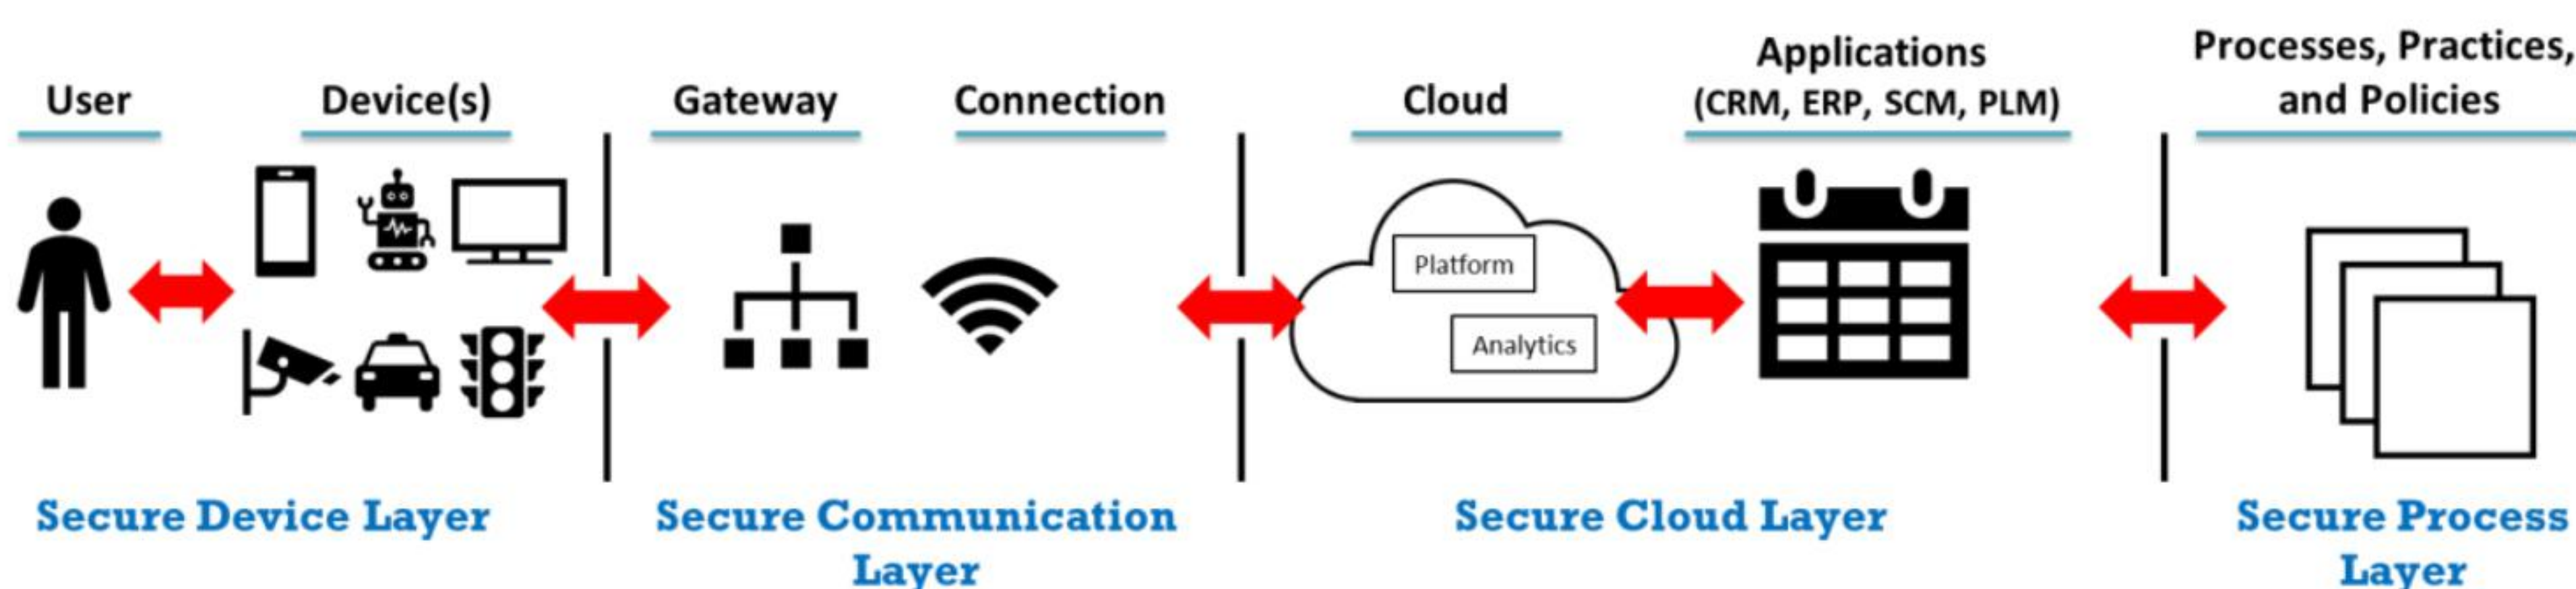 User
Device(s)
Gateway
Connection
Cloud
Applications
(CRM, ERP, SCM, PLM)
Processes, Practices,
and Policies
Platform
Analytics
Secure Device Layer
Secure Communication
Layer
Secure Cloud Layer
Secure Process
Layer